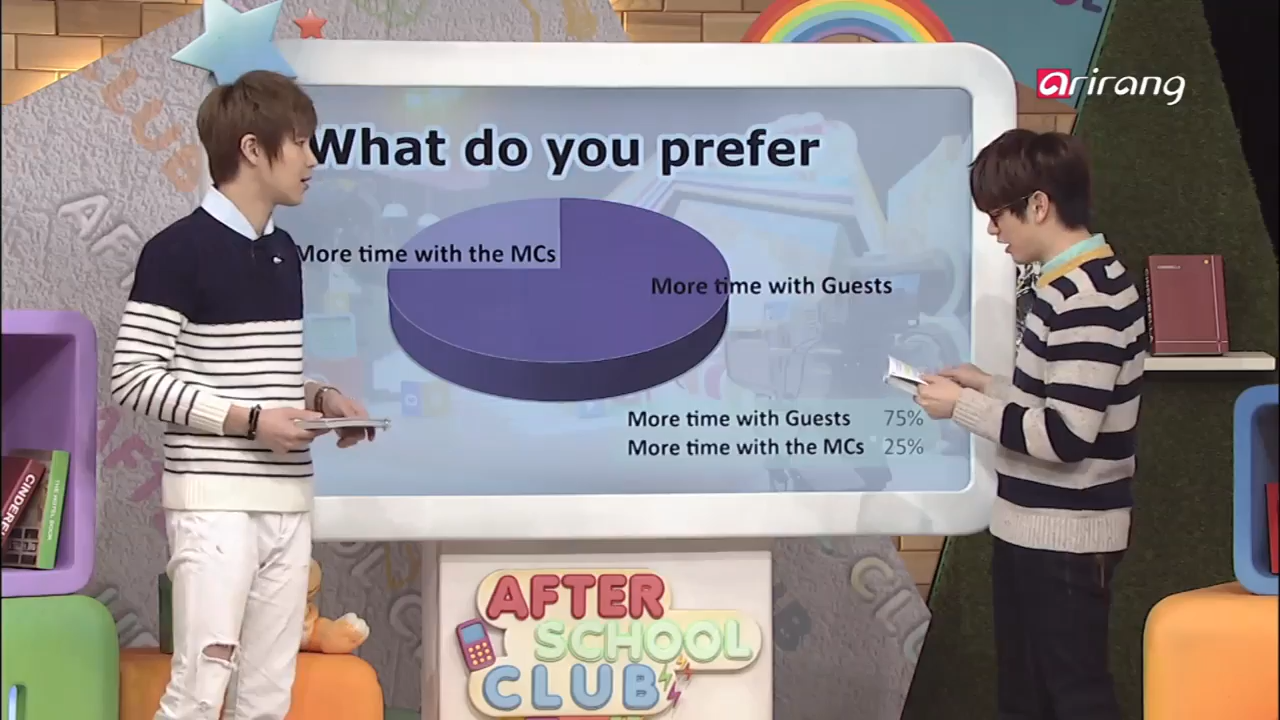 arirang
What do you prefer
More time with the MCs
More time with Guests
More time with Guests 75%
More time with the MCs 25%
AFTER
SCHOOL
CLUB